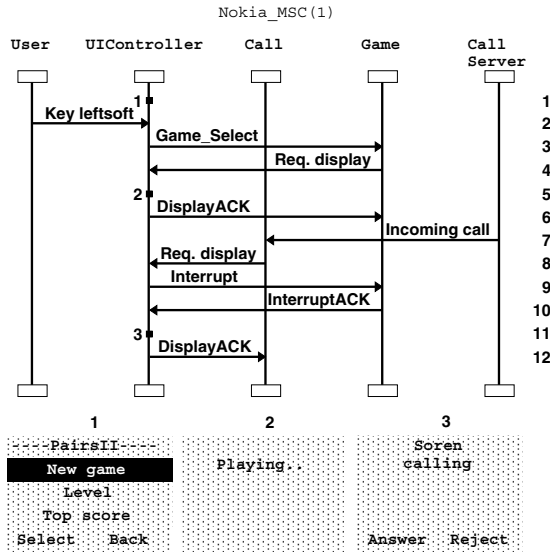 Nokia_MSC(1)
User UIController Call Game Call
Server
1 1
Key leftsoft 2
Game_Select 3
Req. display 4
2 5
DisplayACK 6
Incoming call 7
Req. display 8
Interrupt 9
InterruptACK 10
3 11
DisplayACK 12
1 2 3
----PairsII----
New game
Level
Top score
Select Back
Playing..
Soren
calling
Answer Reject